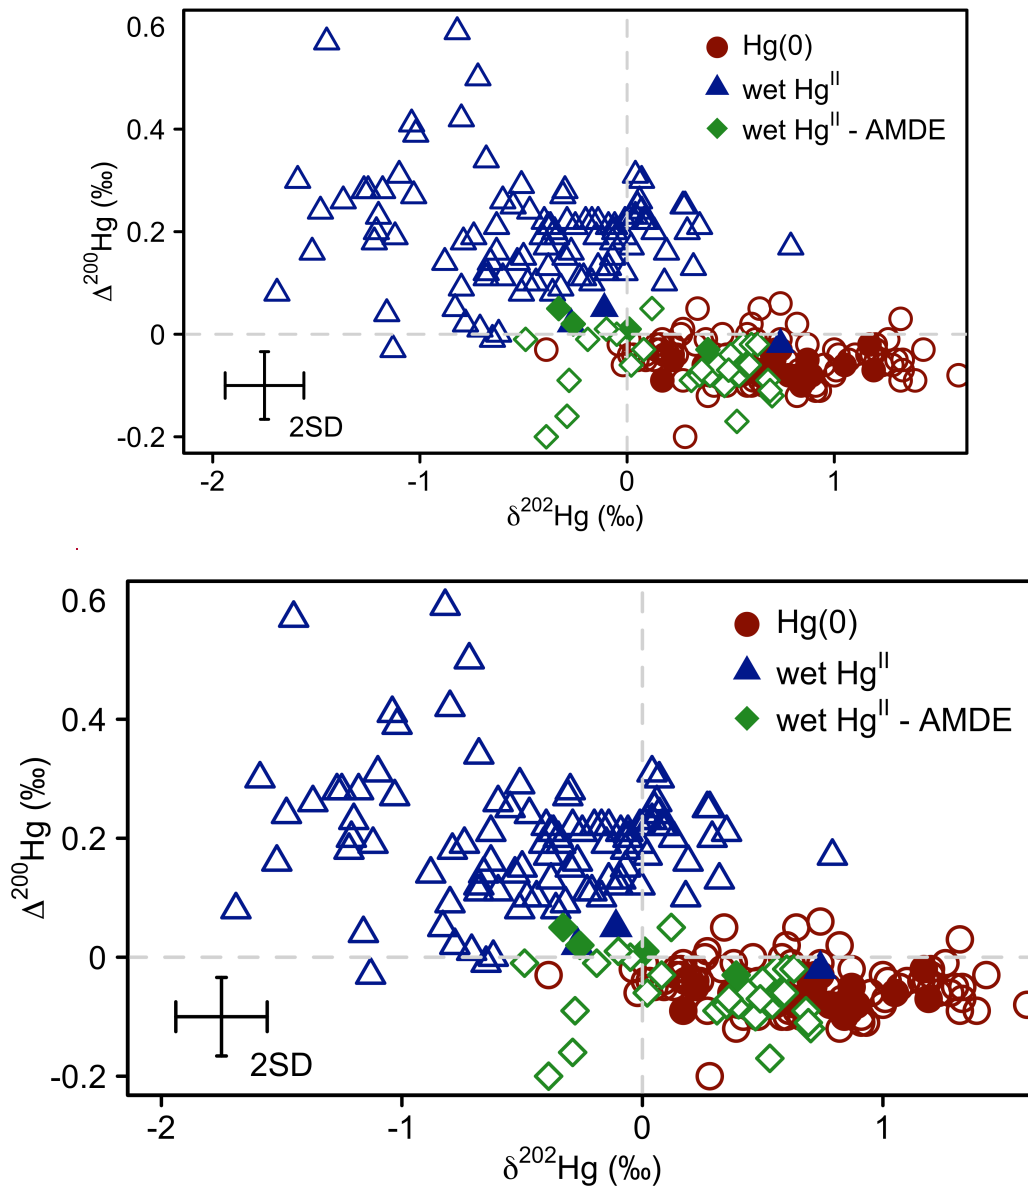 0.6
Hg(0)
wet Hgᴵᴵ
0.4
wet Hgᴵᴵ - AMDE
Δ²⁰⁰Hg (‰)
0.2
0
2SD
-0.2
-2 -1 0 1
δ²⁰²Hg (‰)
0.6
Hg(0)
wet Hgᴵᴵ
0.4
wet Hgᴵᴵ - AMDE
Δ²⁰⁰Hg (‰)
0.2
0
2SD
-0.2
-2 -1 0 1
δ²⁰²Hg (‰)